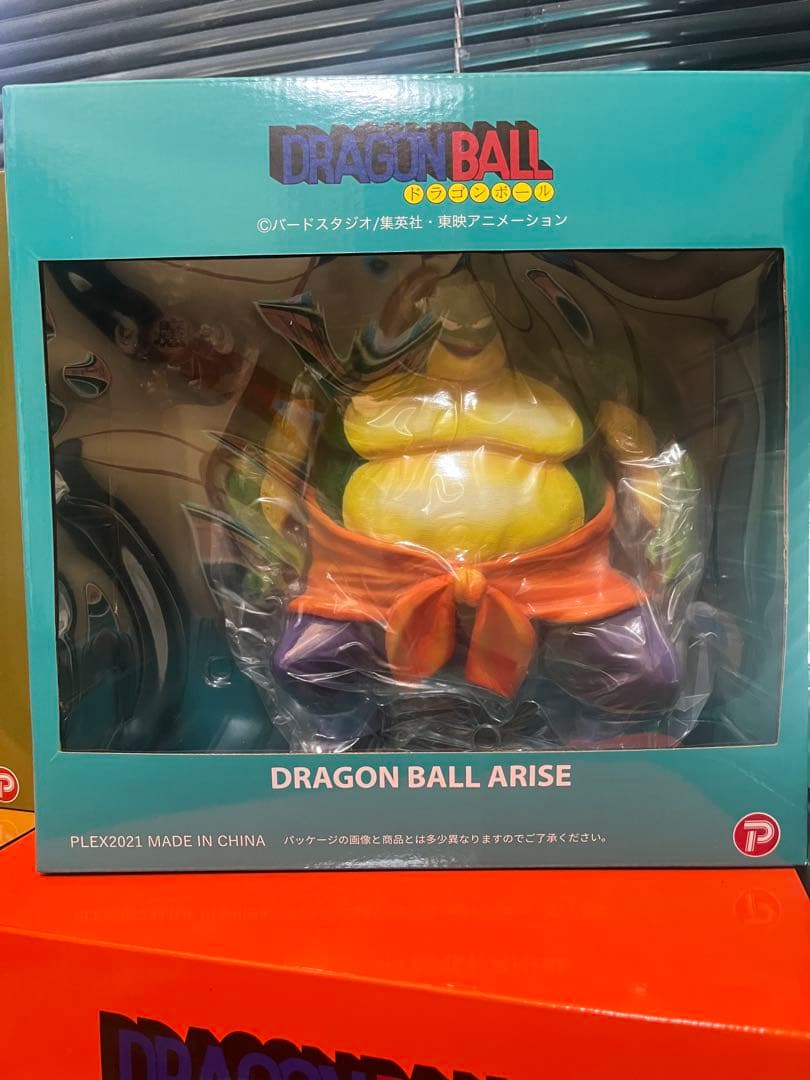 DRAGON BALL
ドラゴンボール
©バードスタジオ/集英社・東映アニメーション
DRAGON BALL ARISE
PLEX2021 MADE IN CHINA パッケージの画像と商品とは多少異なりますのでご了承ください。
DRAGON BALL